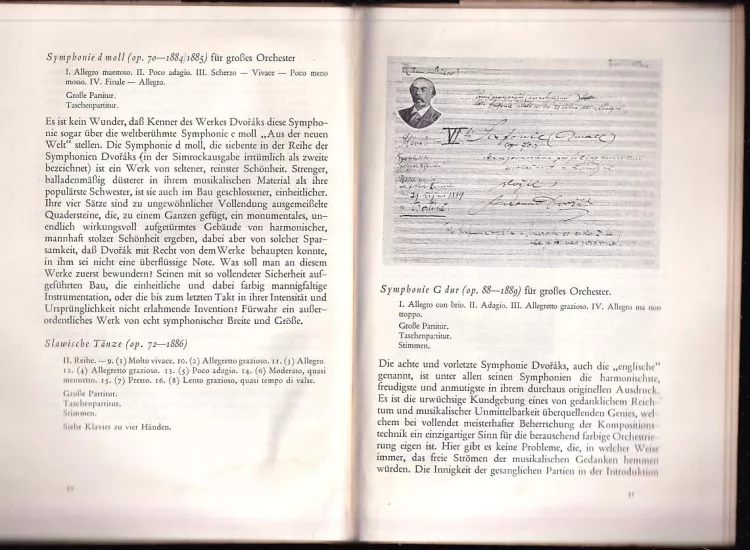 Symphonie d moll (op. 70—1884/1885) für großes Orchester
I. Allegro maestoso. II. Poco adagio. III. Scherzo — Vivace — Poco meno
mosso. IV. Finale — Allegro.
Große Partitur.
Taschenpartitur.
Es ist kein Wunder, daß Kenner des Werkes Dvořáks diese Sympho-
nie sogar über die weltberühmte Symphonie e moll „Aus der neuen
Welt“ stellen. Die Symphonie d moll, die siebente in der Reihe der
Symphonien Dvořáks (in der Simrockausgabe irrtümlich als zweite
bezeichnet) ist ein Werk von seltener, reinster Schönheit. Strenger,
balladenmäßig düsterer in ihrem musikalischen Material als ihre
populärste Schwester, ist sie auch im Bau geschlossener, einheitlicher.
Ihre vier Sätze sind zu ungewöhnlicher Vollendung ausgemeißelte
Quadersteine, die, zu einem Ganzen gefügt, ein monumentales, un-
endlich wirkungsvoll aufgetürmtes Gebäude von harmonischer,
mannhaft stolzer Schönheit ergeben, dabei aber von solcher Spar-
samkeit, daß Dvořák mit Recht von dem Werke behaupten konnte,
in ihm sei nicht eine überflüssige Note. Was soll man an diesem
Werke zuerst bewundern? Seinen mit so vollendeter Sicherheit auf-
geführten Bau, die einheitliche und dabei farbig mannigfaltige
Instrumentation, oder die bis zum letzten Takt in ihrer Intensität und
Ursprünglichkeit nicht erlahmende Invention? Fürwahr ein außer-
ordentliches Werk von echt symphonischer Breite und Größe.
Slawische Tänze (op. 72—1886)
II. Reihe. — 9. (1) Molto vivace. 10. (2) Allegretto grazioso. 11. (3) Allegro
12. (4) Allegretto grazioso. 13. (5) Poco adagio. 14. (6) Moderato, quasi
menuetto. 15. (7) Presto. 16. (8) Lento grazioso, quasi tempo di valse.
Große Partitur.
Taschenpartitur.
Stimmen.
Siehe Klavier zu vier Händen.
10
Symphonie G dur (op. 88—1889) für großes Orchester.
I. Allegro con brio. II. Adagio. III. Allegretto grazioso. IV. Allegro ma non
troppo.
Große Partitur.
Taschenpartitur.
Stimmen.
Die achte und vorletzte Symphonie Dvořáks, auch die „englische“
genannt, ist unter allen seinen Symphonien die harmonischste,
freudigste und anmutigste in ihrem durchaus originellen Ausdruck.
Es ist die urwüchsige Kundgebung eines von gedanklichem Reich-
tum und musikalischer Unmittelbarkeit überquellenden Genies, wel-
chem bei vollendet meisterhafter Beherrschung der Kompositions-
technik ein einzigartiger Sinn für die berauschend farbige Orchestrie-
rung eigen ist. Hier gibt es keine Probleme, die, in welcher Weise
immer, das freie Strömen der musikalischen Gedanken hemmen
würden. Die Innigkeit der gesanglichen Partien in der Introduktion
11